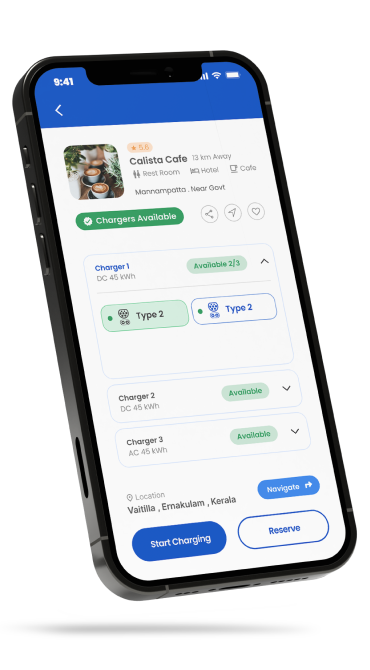 9:41
★ 5.6
Calista Cafe 13 km Away
Rest Room Hotel Cafe
Mannampatta . Near Govt
Chargers Available
Charger 1
DC 45 kWh
Available 2/3
Type 2
Type 2
Charger 2
DC 45 kWh
Available
Charger 3
AC 45 kWh
Available
Location
Vaitilla , Ernakulam , Kerala
Navigate
Start Charging
Reserve